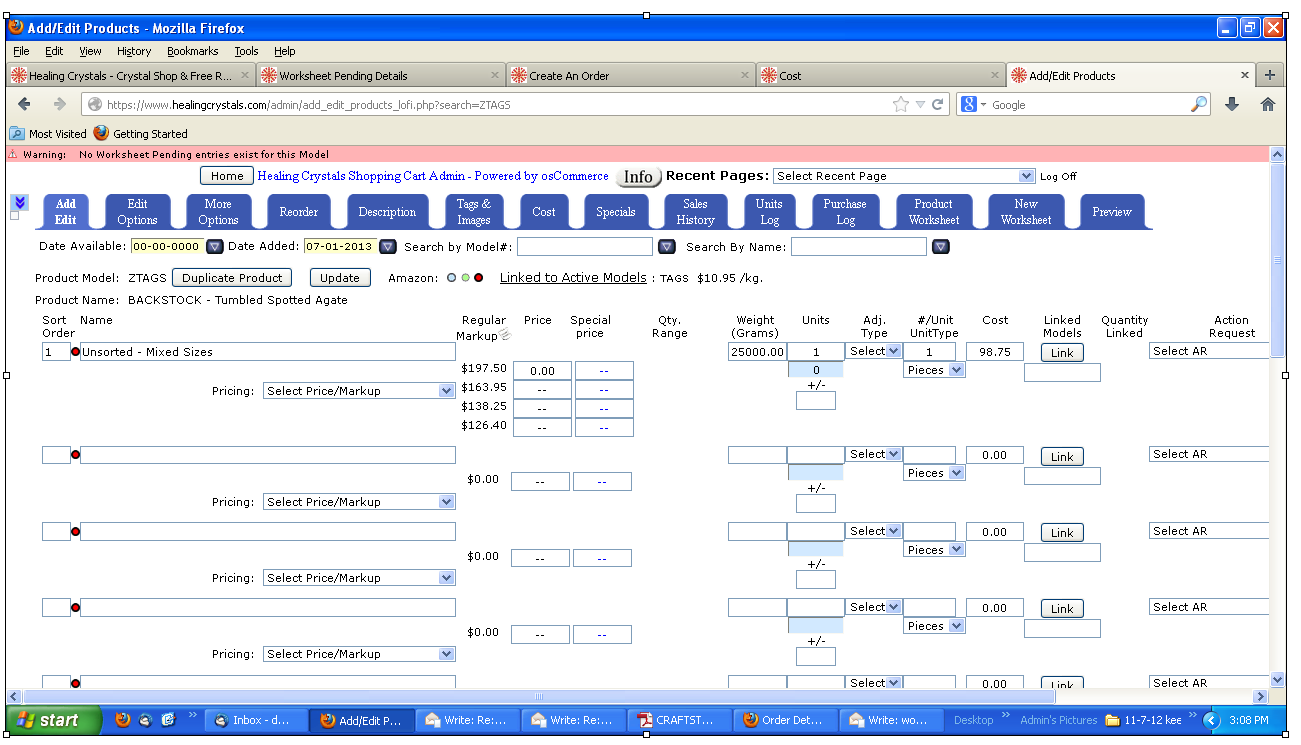 Add/Edit Products - Mozilla Firefox
File Edit View History Bookmarks Tools Help
Healing Crystals - Crystal Shop & Free R... Worksheet Pending Details Create An Order Cost Add/Edit Products
https://www.healingcrystals.com/admin/add_edit_products_lofi.php?search=ZTAGS Google
Most Visited Getting Started
Warning: No Worksheet Pending entries exist for this Model
Home Healing Crystals Shopping Cart Admin - Powered by osCommerce Info Recent Pages: Select Recent Page Log Off
Add Edit Edit Options More Options Reorder Description Tags & Images Cost Specials Sales History Units Log Purchase Log Product Worksheet New Worksheet Preview
Date Available: 00-00-0000 Date Added: 07-01-2013 Search by Model#: Search By Name:
Product Model: ZTAGS Duplicate Product Update Amazon: Linked to Active Models : TAGS $10.95 /kg.
Product Name: BACKSTOCK - Tumbled Spotted Agate
Sort Name Regular Price Special Qty. Weight Units Adj. #/Unit Cost Linked Quantity Action
Order Markup price Range (Grams) Type UnitType Models Linked Request
1 Unsorted - Mixed Sizes 25000.00 1 Select 1 98.75 Link Select AR
$197.50 0.00 -- 0 Pieces
Pricing: Select Price/Markup $163.95 -- -- +/-
$138.25 -- --
$126.40 -- --
Select 0.00 Link Select AR
$0.00 -- -- Pieces
+/-
Pricing: Select Price/Markup
Select 0.00 Link Select AR
$0.00 -- -- Pieces
+/-
Pricing: Select Price/Markup
Select 0.00 Link Select AR
$0.00 -- -- Pieces
+/-
Pricing: Select Price/Markup
Select 0.00 Link Select AR
start Inbox - d... Add/Edit P... Write: Re:... Write: Re:... CRAFTST... Order Det... Write: wo... Desktop Admin's Pictures 11-7-12 kee 3:08 PM